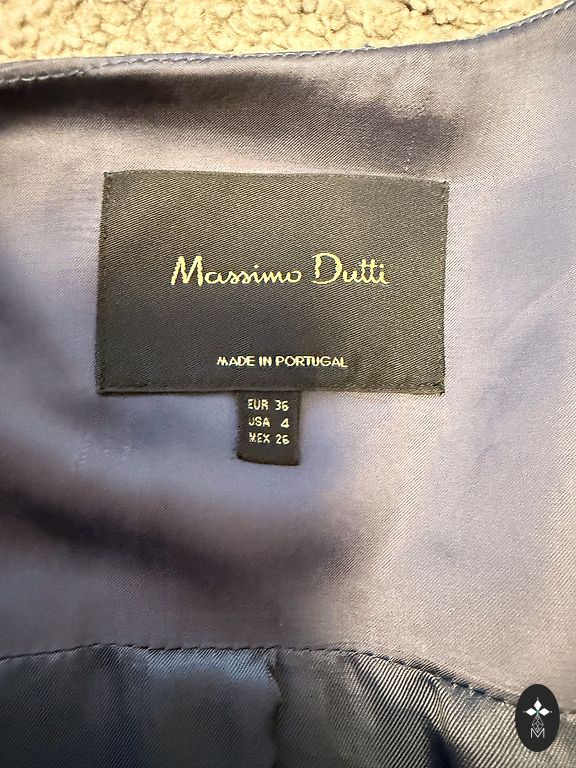 Massimo Dutti
MADE IN PORTUGAL
EUR 36
USA 4
MEX 26
M